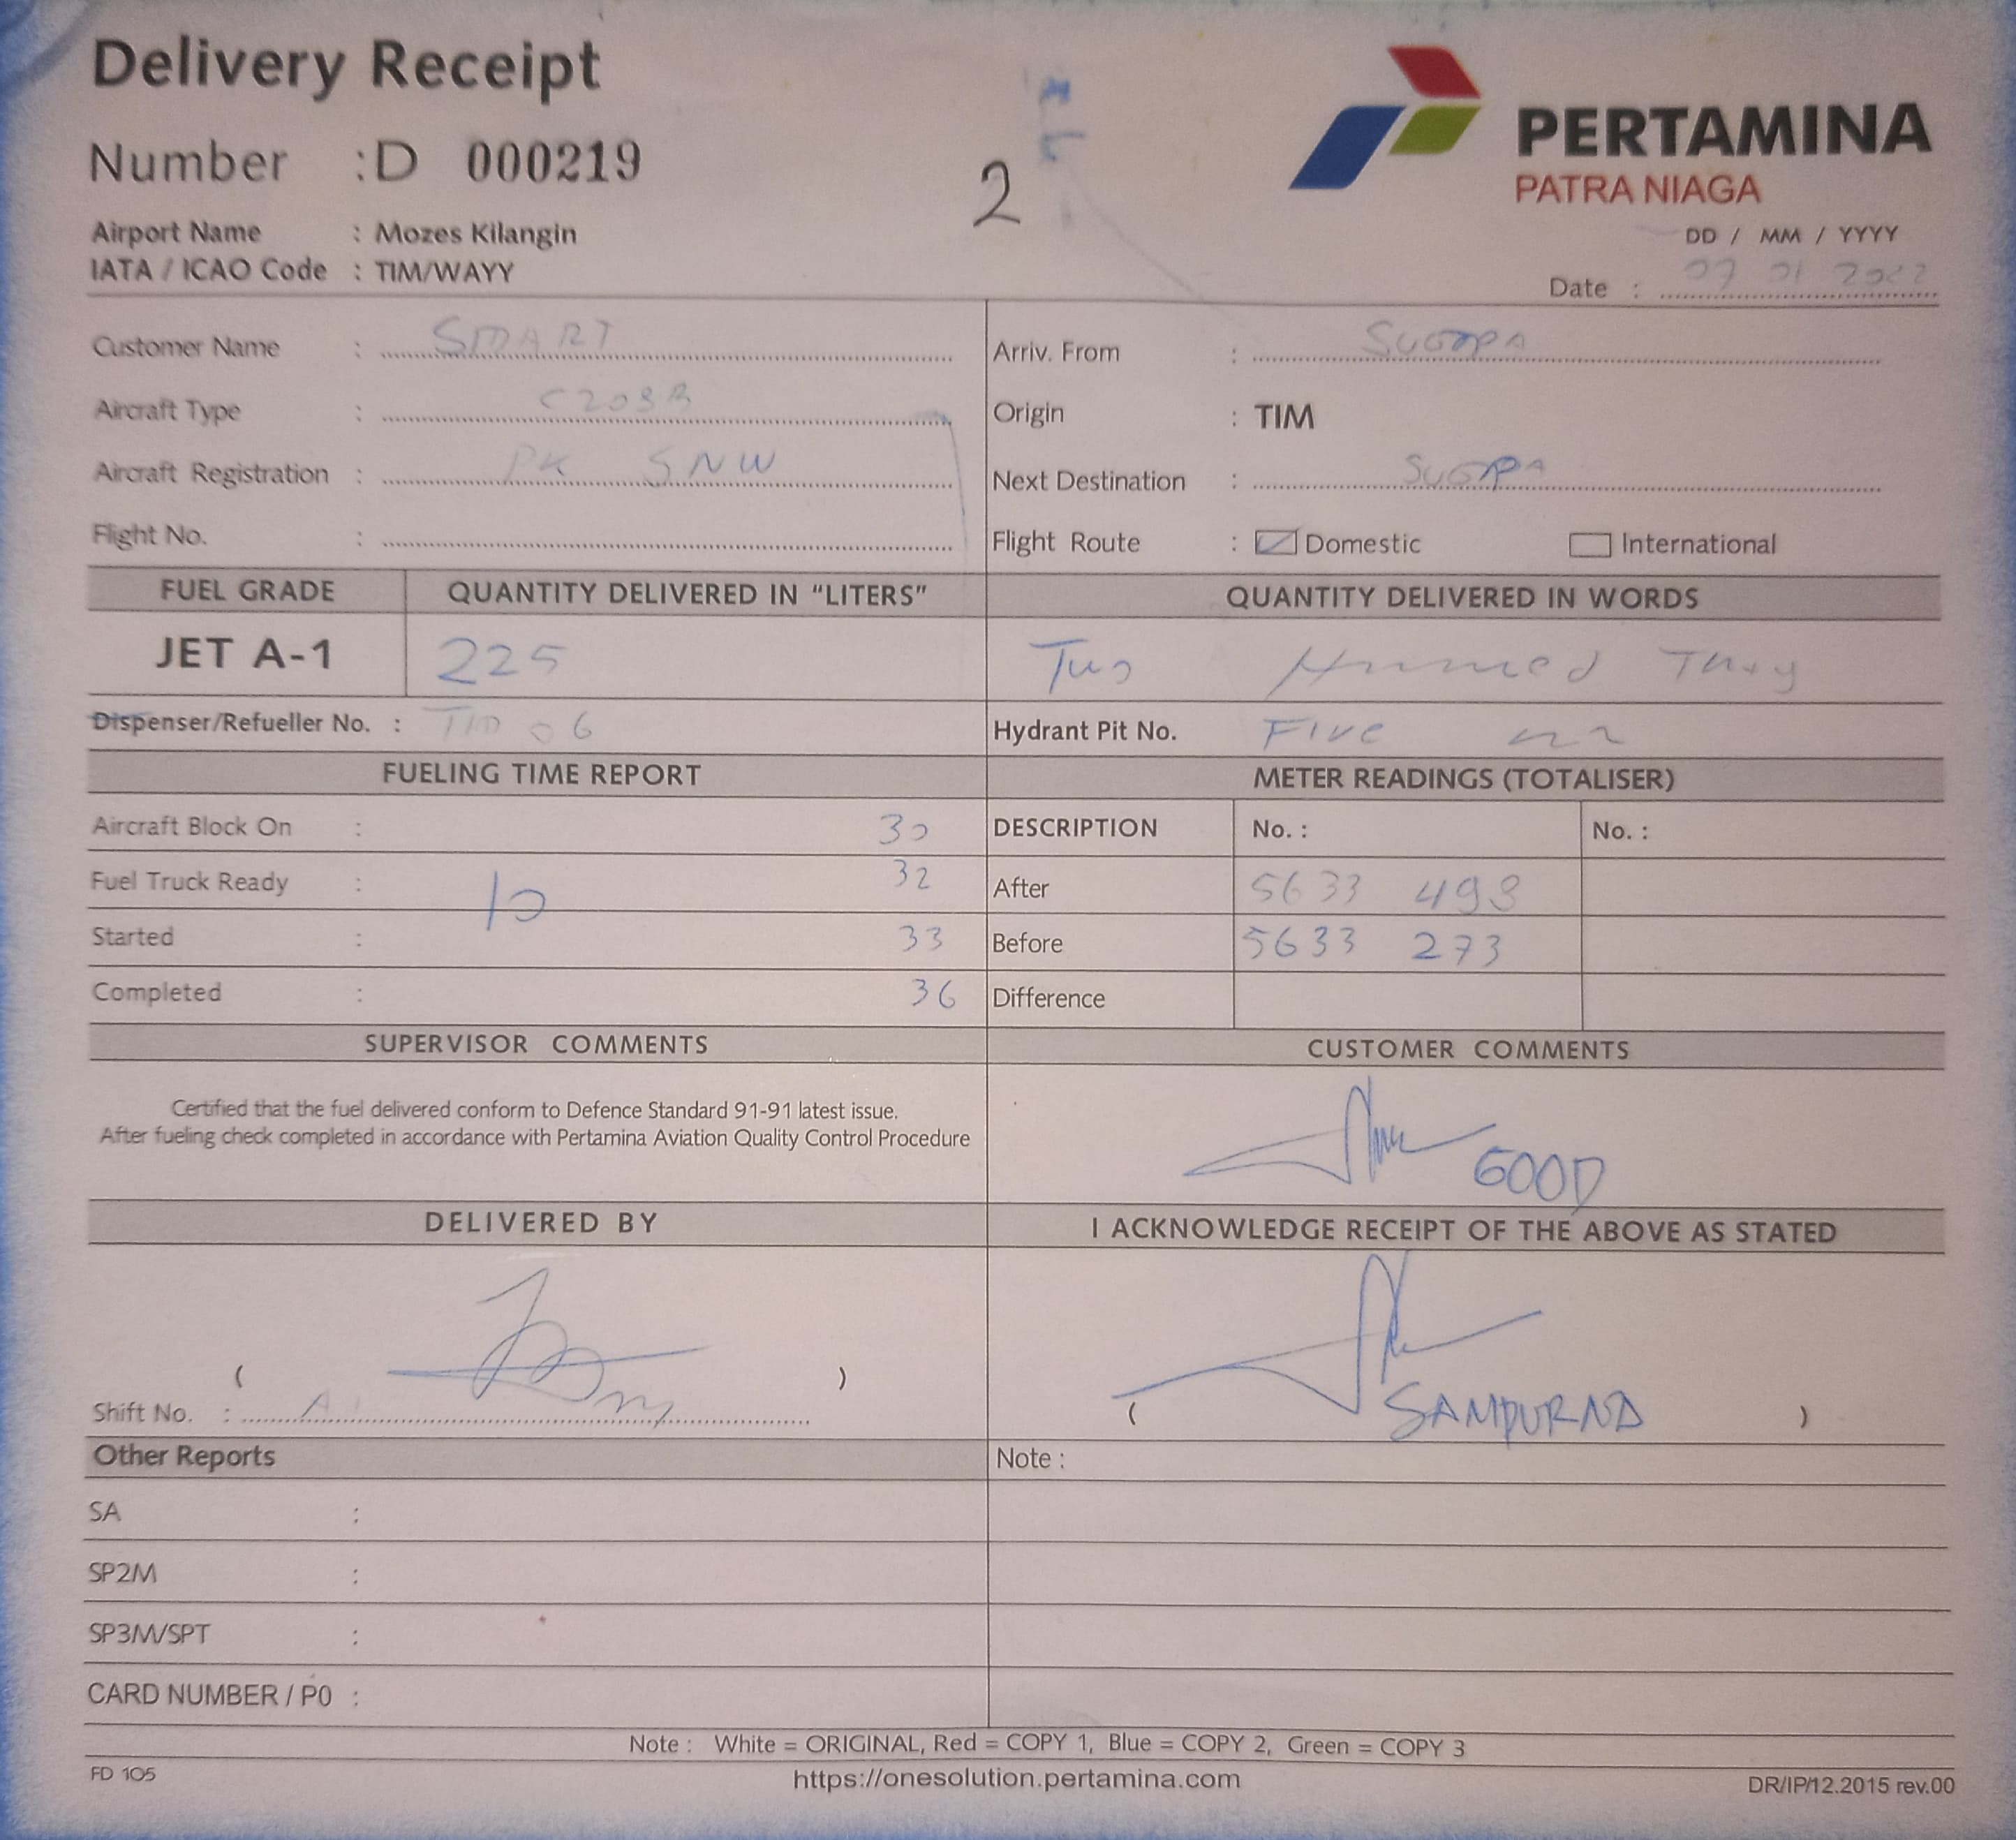 Delivery Receipt
Number : D 000219
2
PERTAMINA
PATRA NIAGA
Airport Name : Mozes Kilangin
IATA / ICAO Code : TIM/WAYY
DD / MM / YYYY
Date : 07 01 2022
Customer Name : SMART
Arriv. From :
Aircraft Type : C208B
Origin : TIM
Aircraft Registration : PK SNW
Next Destination :
Flight No. :
Flight Route : Domestic International
FUEL GRADE QUANTITY DELIVERED IN “LITERS” QUANTITY DELIVERED IN WORDS
JET A-1 225 Two
Dispenser/Refueller No. : TIM 06
Hydrant Pit No. Five
FUELING TIME REPORT METER READINGS (TOTALISER)
Aircraft Block On : 30 DESCRIPTION No. : No. :
Fuel Truck Ready : 10 32 After 5633 498
Started : 33 Before 5633 273
Completed : 36 Difference
SUPERVISOR COMMENTS CUSTOMER COMMENTS
Certified that the fuel delivered conform to Defence Standard 91-91 latest issue.
After fueling check completed in accordance with Pertamina Aviation Quality Control Procedure
GOOD
DELIVERED BY I ACKNOWLEDGE RECEIPT OF THE ABOVE AS STATED
( )
Shift No. : A
( SAMPURNA )
Other Reports Note :
SA :
SP2M :
SP3M/SPT :
CARD NUMBER / P0 :
Note : White = ORIGINAL, Red = COPY 1, Blue = COPY 2, Green = COPY 3
FD 105 https://onesolution.pertamina.com DR/IP/12.2015 rev.00